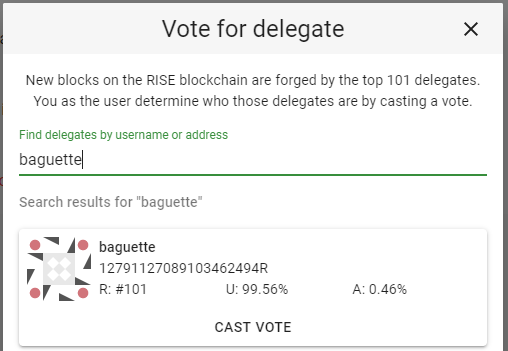 Vote for delegate
New blocks on the RISE blockchain are forged by the top 101 delegates.
You as the user determine who those delegates are by casting a vote.
Find delegates by username or address
baguette
Search results for "baguette"
baguette
12791127089103462494R
R: #101 U: 99.56% A: 0.46%
CAST VOTE